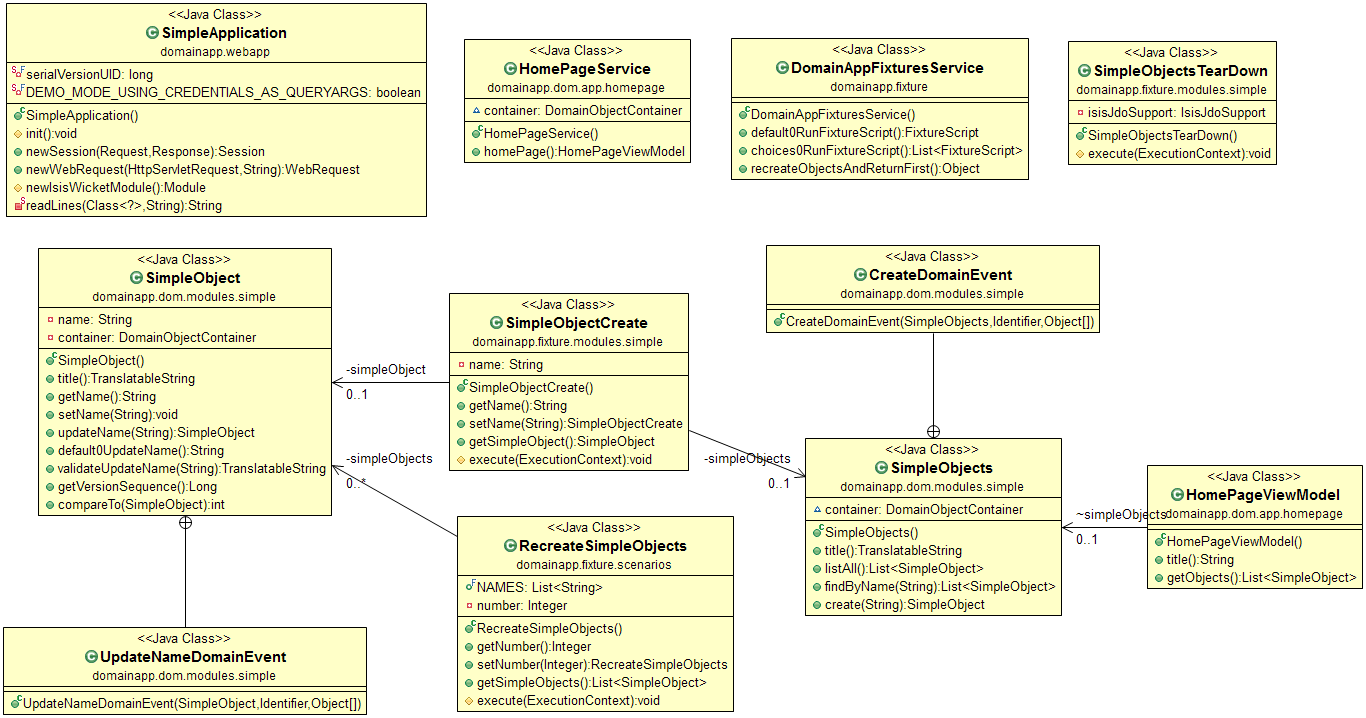 <<Java Class>>
SimpleApplication
domainapp.webapp
serialVersionUID: long
DEMO_MODE_USING_CREDENTIALS_AS_QUERYARGS: boolean
SimpleApplication()
init():void
newSession(Request,Response):Session
newWebRequest(HttpServletRequest,String):WebRequest
newIsisWicketModule():Module
readLines(Class<?>,String):String
<<Java Class>>
HomePageService
domainapp.dom.app.homepage
container: DomainObjectContainer
HomePageService()
homePage():HomePageViewModel
<<Java Class>>
DomainAppFixturesService
domainapp.fixture
DomainAppFixturesService()
default0RunFixtureScript():FixtureScript
choices0RunFixtureScript():List<FixtureScript>
recreateObjectsAndReturnFirst():Object
<<Java Class>>
SimpleObjectsTearDown
domainapp.fixture.modules.simple
isisJdoSupport: IsisJdoSupport
SimpleObjectsTearDown()
execute(ExecutionContext):void
<<Java Class>>
SimpleObject
domainapp.dom.modules.simple
name: String
container: DomainObjectContainer
SimpleObject()
title():TranslatableString
getName():String
setName(String):void
updateName(String):SimpleObject
default0UpdateName():String
validateUpdateName(String):TranslatableString
getVersionSequence():Long
compareTo(SimpleObject):int
-simpleObject
0..1
-simpleObjects
0..*
<<Java Class>>
SimpleObjectCreate
domainapp.fixture.modules.simple
name: String
SimpleObjectCreate()
getName():String
setName(String):SimpleObjectCreate
getSimpleObject():SimpleObject
execute(ExecutionContext):void
-simpleObjects
0..1
<<Java Class>>
CreateDomainEvent
domainapp.dom.modules.simple
CreateDomainEvent(SimpleObjects,Identifier,Object[])
<<Java Class>>
SimpleObjects
domainapp.dom.modules.simple
container: DomainObjectContainer
SimpleObjects()
title():TranslatableString
listAll():List<SimpleObject>
findByName(String):List<SimpleObject>
create(String):SimpleObject
~simpleObjects
0..1
<<Java Class>>
HomePageViewModel
domainapp.dom.app.homepage
HomePageViewModel()
title():String
getObjects():List<SimpleObject>
<<Java Class>>
RecreateSimpleObjects
domainapp.fixture.scenarios
NAMES: List<String>
number: Integer
RecreateSimpleObjects()
getNumber():Integer
setNumber(Integer):RecreateSimpleObjects
getSimpleObjects():List<SimpleObject>
execute(ExecutionContext):void
<<Java Class>>
UpdateNameDomainEvent
domainapp.dom.modules.simple
UpdateNameDomainEvent(SimpleObject,Identifier,Object[])